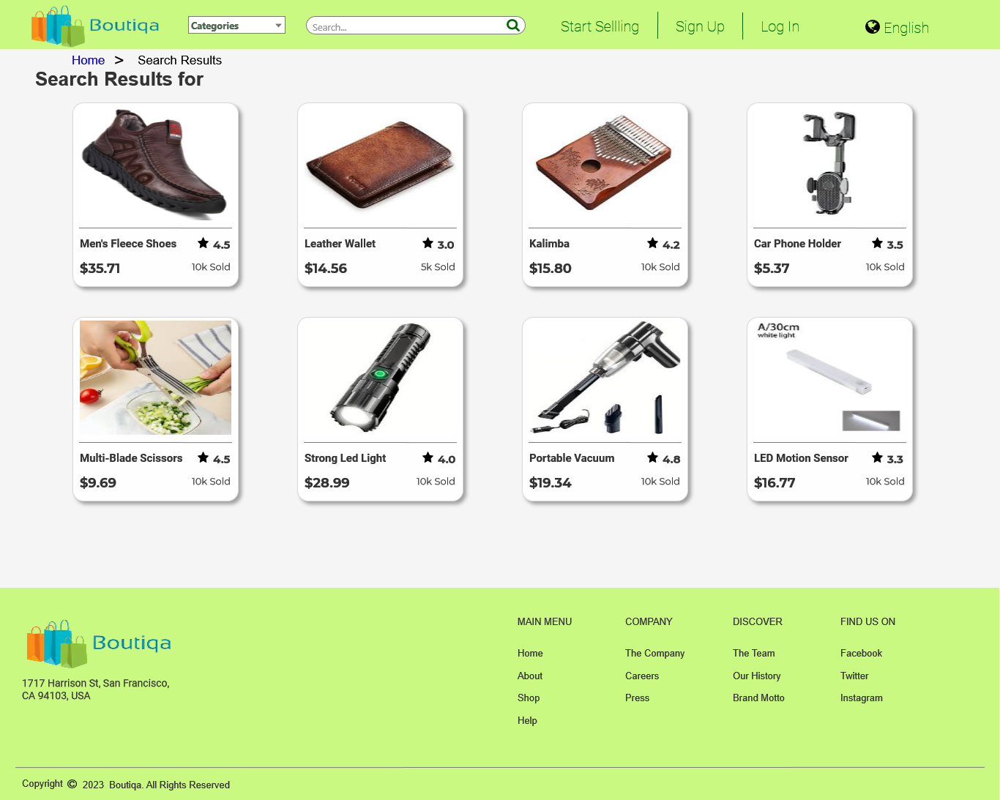 Boutiqa
Categories
Search...
Start Sellling
Sign Up
Log In
English
Home > Search Results
Search Results for
Men's Fleece Shoes 4.5
$35.71 10k Sold
Leather Wallet 3.0
$14.56 5k Sold
Kalimba 4.2
$15.80 10k Sold
Car Phone Holder 3.5
$5.37 10k Sold
Multi-Blade Scissors 4.5
$9.69 10k Sold
Strong Led Light 4.0
$28.99 10k Sold
Portable Vacuum 4.8
$19.34 10k Sold
A/30cm
white light
LED Motion Sensor 3.3
$16.77 10k Sold
Boutiqa
1717 Harrison St, San Francisco,
CA 94103, USA
MAIN MENU
Home
About
Shop
Help
COMPANY
The Company
Careers
Press
DISCOVER
The Team
Our History
Brand Motto
FIND US ON
Facebook
Twitter
Instagram
Copyright © 2023 Boutiqa. All Rights Reserved